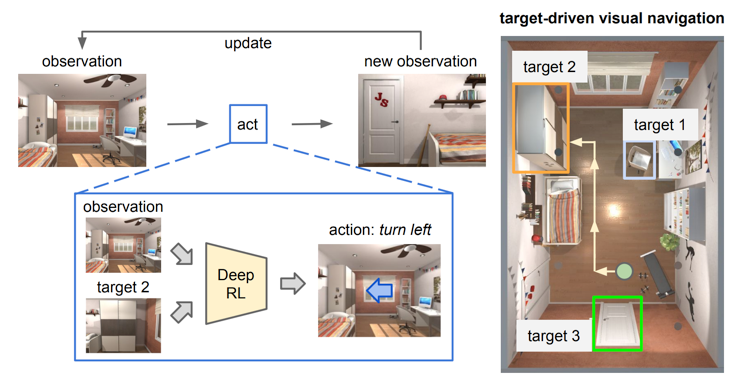 target-driven visual navigation
update
observation
new observation
act
JS
observation
target 2
Deep
RL
action: turn left
target 2
target 1
target 3